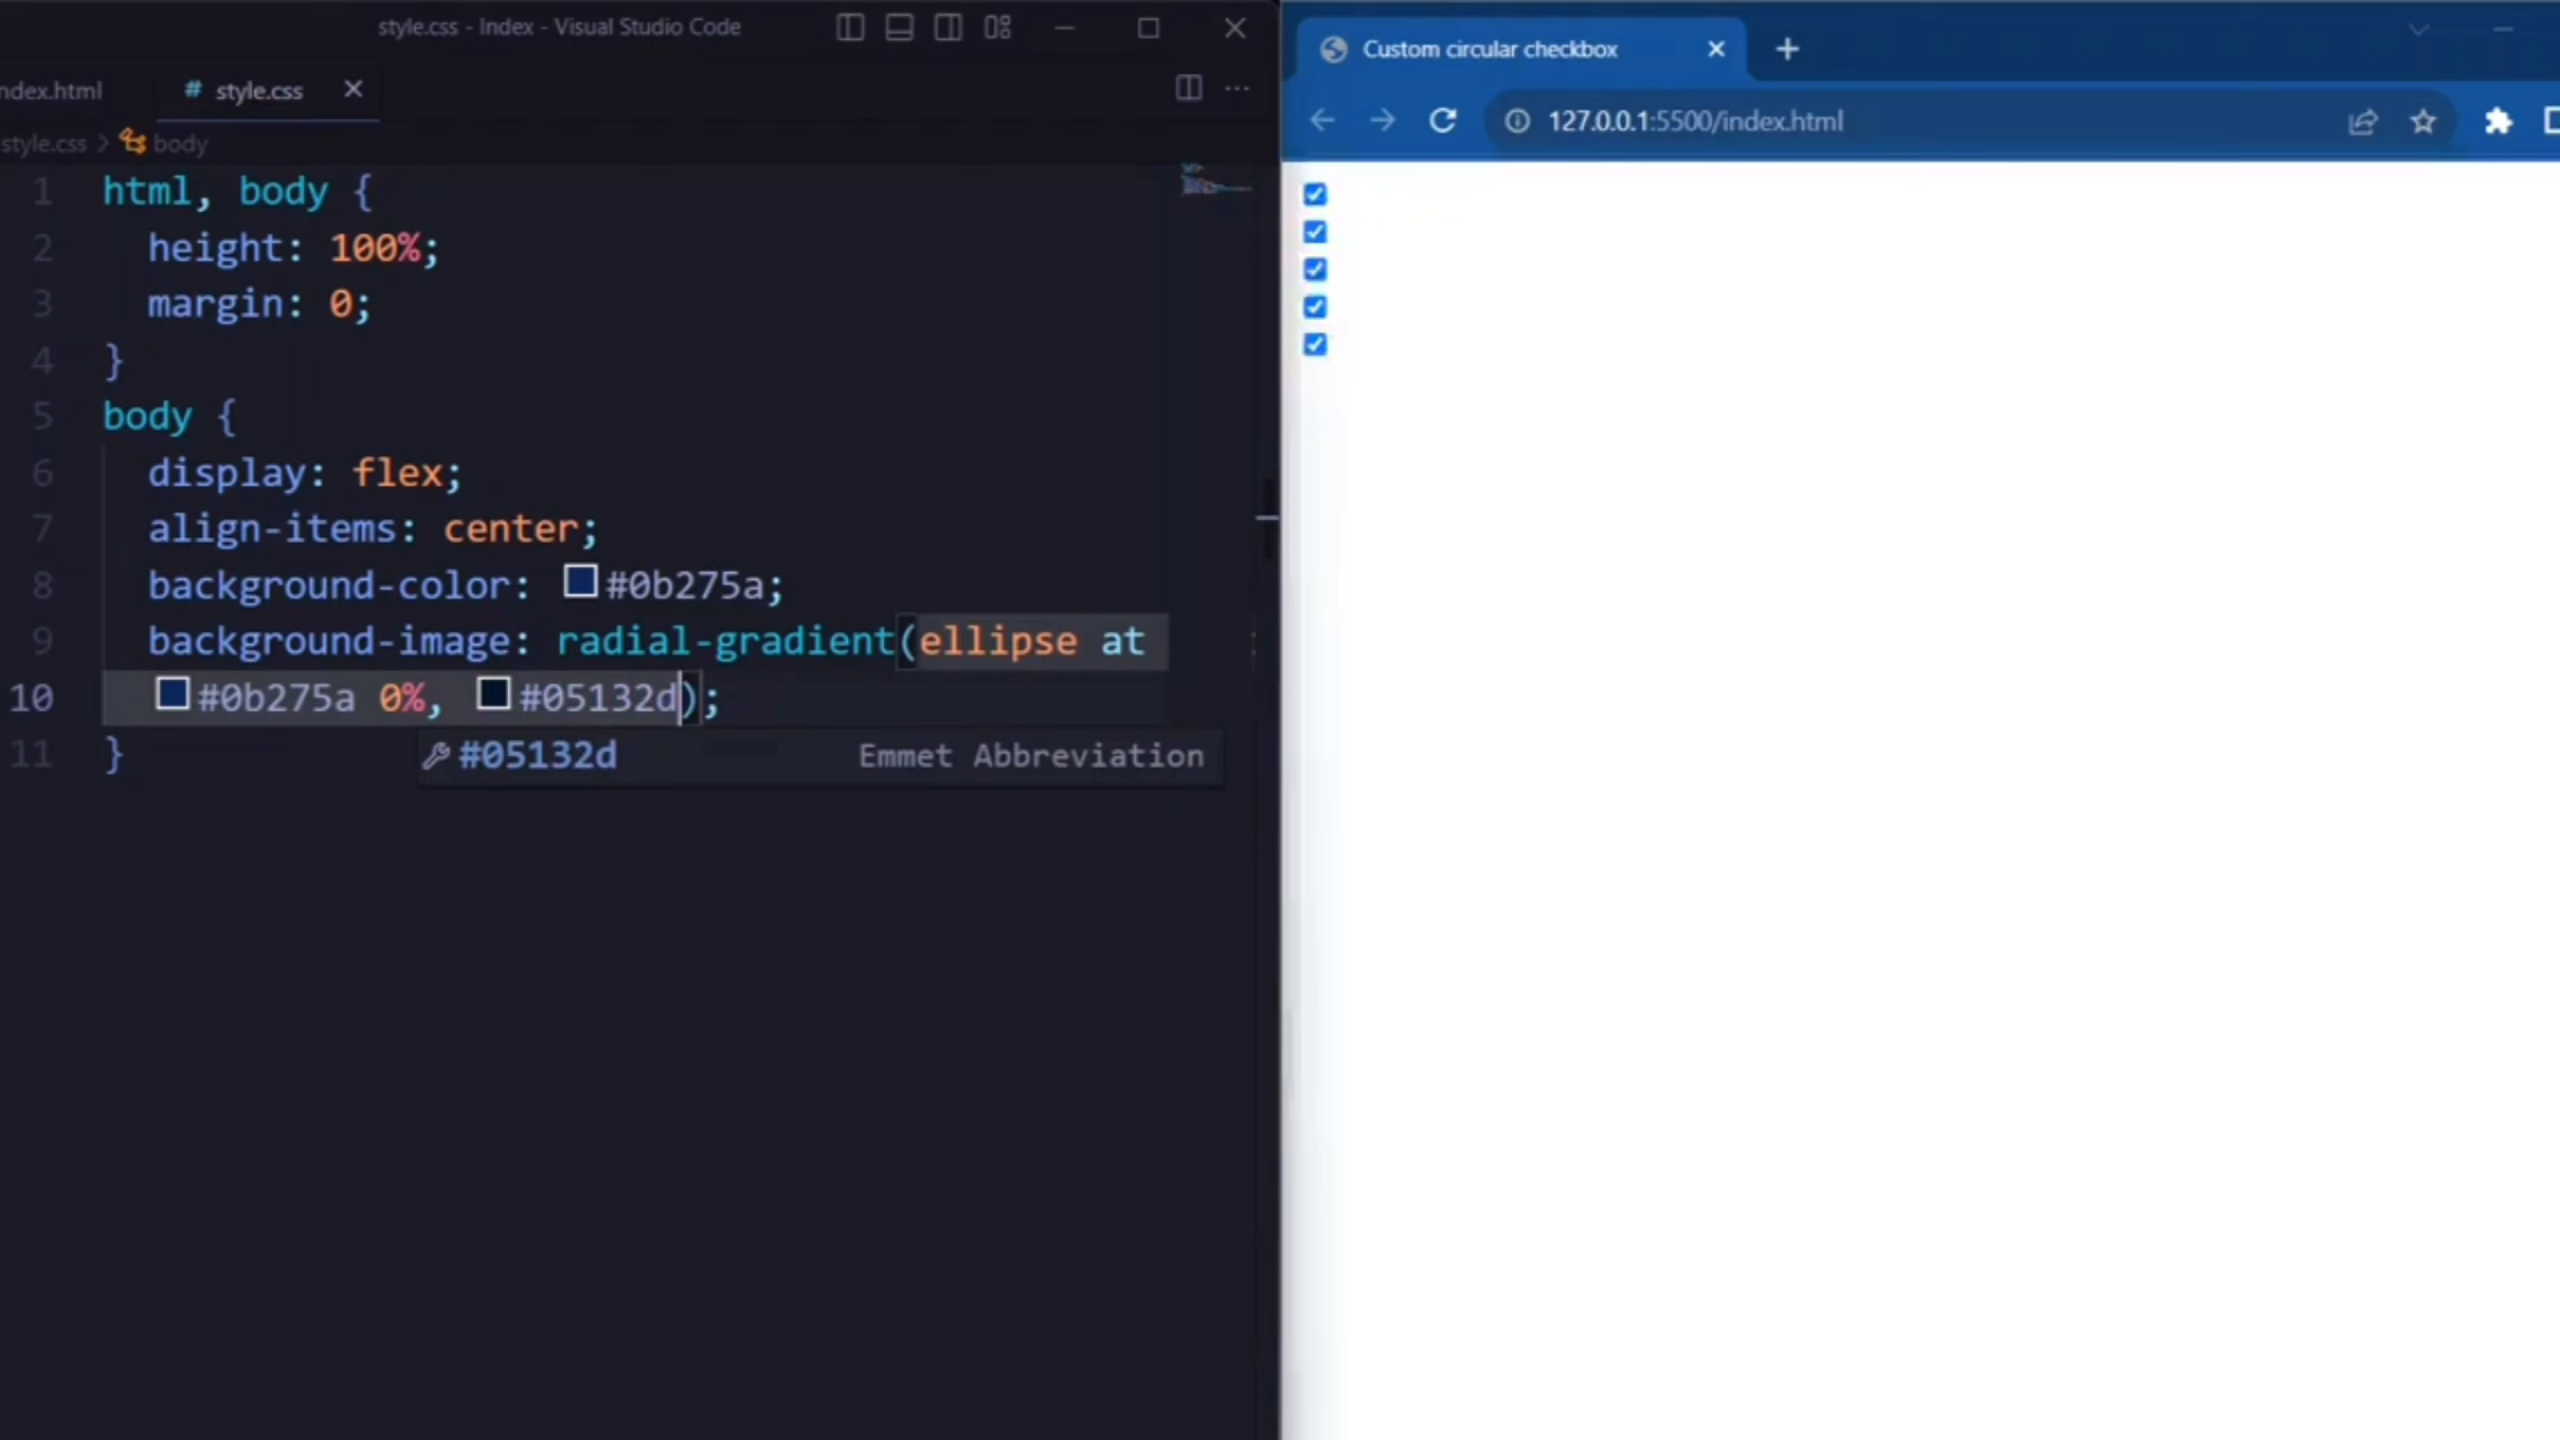 style.css - Index - Visual Studio Code
ndex.html
# style.css
style.css > body
1 html, body {
2 height: 100%;
3 margin: 0;
4 }
5 body {
6 display: flex;
7 align-items: center;
8 background-color: #0b275a;
9 background-image: radial-gradient(ellipse at
10 #0b275a 0%, #05132d);
11 }
#05132d Emmet Abbreviation
Custom circular checkbox
127.0.0.1:5500/index.html